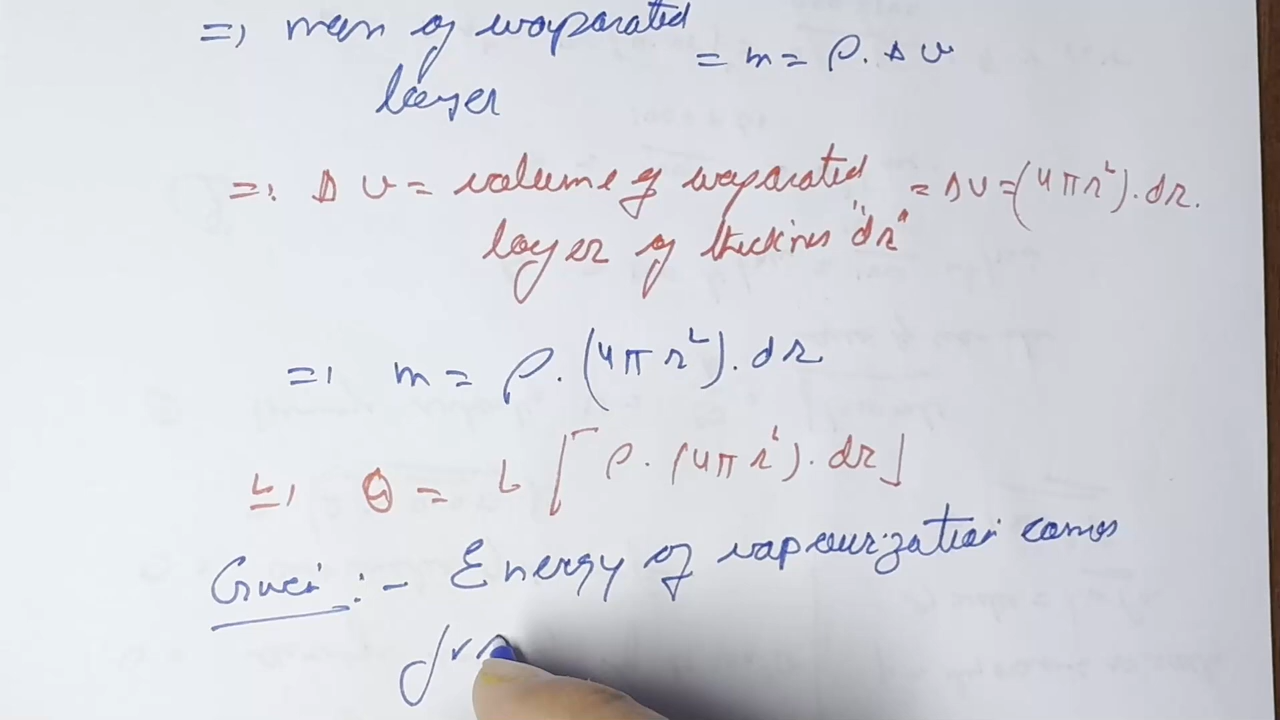 => mass of evaporated = m = ρ. Δ v
layer
=> Δ v = volume of evaporated = Δv = (4πr²). dr.
layer of thickness "dr"
=> m = ρ. (4πr²). dr
=> Q = L [ρ. (4πr²). dr]
:- Energy of vapourization comes